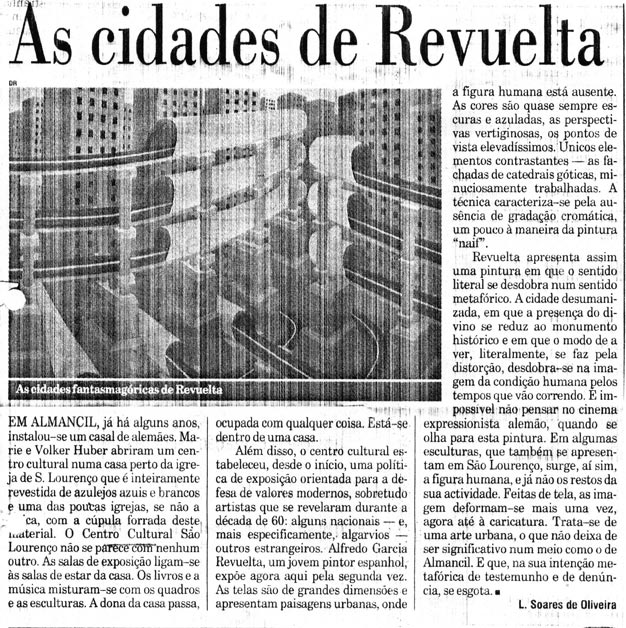 As cidades de Revuelta
DR
As cidades fantasmagóricas de Revuelta
EM ALMANCIL, já há alguns anos,
instalou-se um casal de alemães. Ma-
rie e Volker Huber abriram um cen-
tro cultural numa casa perto da igre-
ja de S. Lourenço que é inteiramente
revestida de azulejos azuis e brancos
e uma das poucas igrejas, se não a
ca, com a cúpula forrada deste
material. O Centro Cultural São
Lourenço não se parece com nenhum
outro. As salas de exposição ligam-se
às salas de estar da casa. Os livros e a
música misturam-se com os quadros
e as esculturas. A dona da casa passa,
ocupada com qualquer coisa. Está-se
dentro de uma casa.
Além disso, o centro cultural es-
tabeleceu, desde o início, uma políti-
ca de exposição orientada para a de-
fesa de valores modernos, sobretudo
artistas que se revelaram durante a
década de 60: alguns nacionais — e,
mais especificamente, algarvios —
outros estrangeiros. Alfredo Garcia
Revuelta, um jovem pintor espanhol,
expõe agora aqui pela segunda vez.
As telas são de grandes dimensões e
apresentam paisagens urbanas, onde
a figura humana está ausente.
As cores são quase sempre es-
curas e azuladas, as perspecti-
vas vertiginosas, os pontos de
vista elevadíssimos. Unicos ele-
mentos contrastantes — as fa-
chadas de catedrais góticas, mi-
nuciosamente trabalhadas. A
técnica caracteriza-se pela au-
sência de gradação cromática,
um pouco à maneira da pintura
"naïf".
Revuelta apresenta assim
uma pintura em que o sentido
literal se desdobra num sentido
metafórico. A cidade desumani-
zada, em que a presença do di-
vino se reduz ao monumento
histórico e em que o modo de a
ver, literalmente, se faz pela
distorção, desdobra-se na ima-
gem da condição humana pelos
tempos que vão correndo. E im-
possivel não pensar no cinema
expressionista alemão, quando se
olha para esta pintura. Em algumas
esculturas, que também se apresen-
tam em São Lourenço, surge, aí sim,
a figura humana, e já não os restos da
sua actividade. Feitas de tela, as ima-
gem deformam-se mais uma vez,
agora até à caricatura. Trata-se de
uma arte urbana, o que não deixa de
ser significativo num meio como o de
Almancil. E que, na sua intenção me-
tafórica de testemunho e de denún-
cia, se esgota. ■
L. Soares de Oliveira